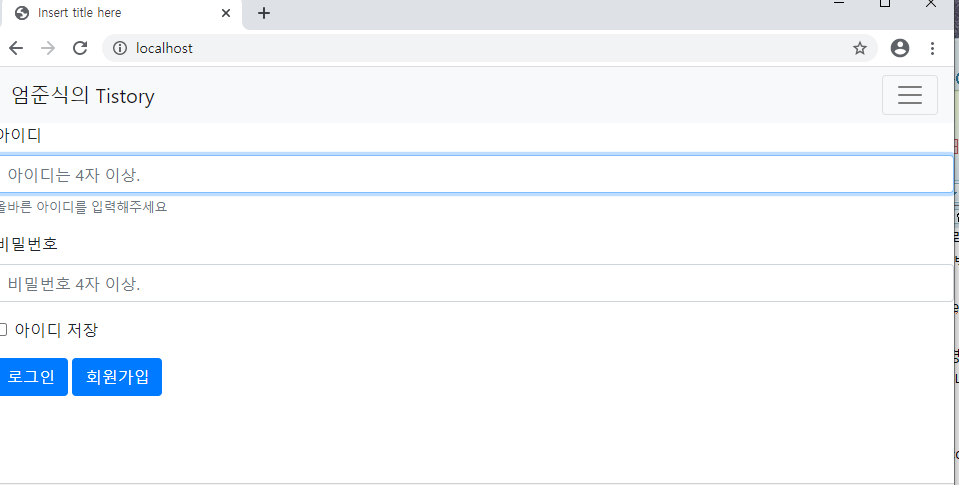 Insert title here
localhost
엄준식의 Tistory
아이디
아이디는 4자 이상.
올바른 아이디를 입력해주세요
비밀번호
비밀번호 4자 이상.
아이디 저장
로그인 회원가입